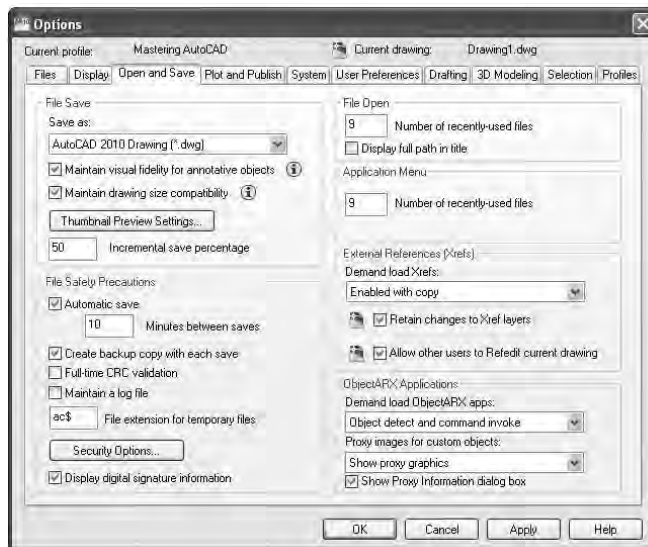 Options
Current profile: Mastering AutoCAD Current drawing: Drawing1.dwg
Files Display Open and Save Plot and Publish System User Preferences Drafting 3D Modeling Selection Profiles
File Save
Save as:
AutoCAD 2010 Drawing (*.dwg)
Maintain visual fidelity for annotative objects
Maintain drawing size compatibility
Thumbnail Preview Settings...
50 Incremental save percentage
File Safety Precautions
Automatic save
10 Minutes between saves
Create backup copy with each save
Full-time CRC validation
Maintain a log file
ac$ File extension for temporary files
Security Options...
Display digital signature information
File Open
9 Number of recently-used files
Display full path in title
Application Menu
9 Number of recently-used files
External References (Xrefs)
Demand load Xrefs:
Enabled with copy
Retain changes to Xref layers
Allow other users to Refedit current drawing
ObjectARX Applications
Demand load ObjectARX apps:
Object detect and command invoke
Proxy images for custom objects:
Show proxy graphics
Show Proxy Information dialog box
OK Cancel Apply Help